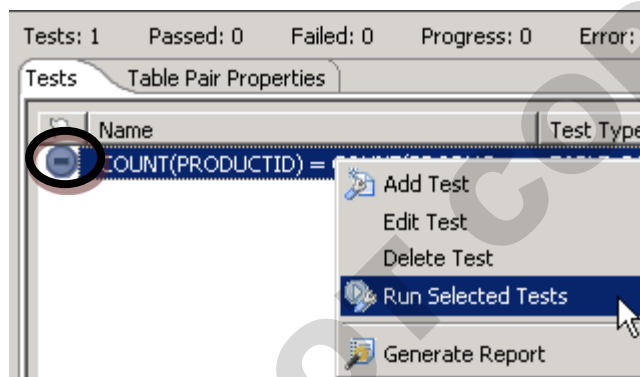 Tests: 1 Passed: 0 Failed: 0 Progress: 0 Error:
Tests Table Pair Properties
Name Test Type
COUNT(PRODUCTID) =
Add Test
Edit Test
Delete Test
Run Selected Tests
Generate Report